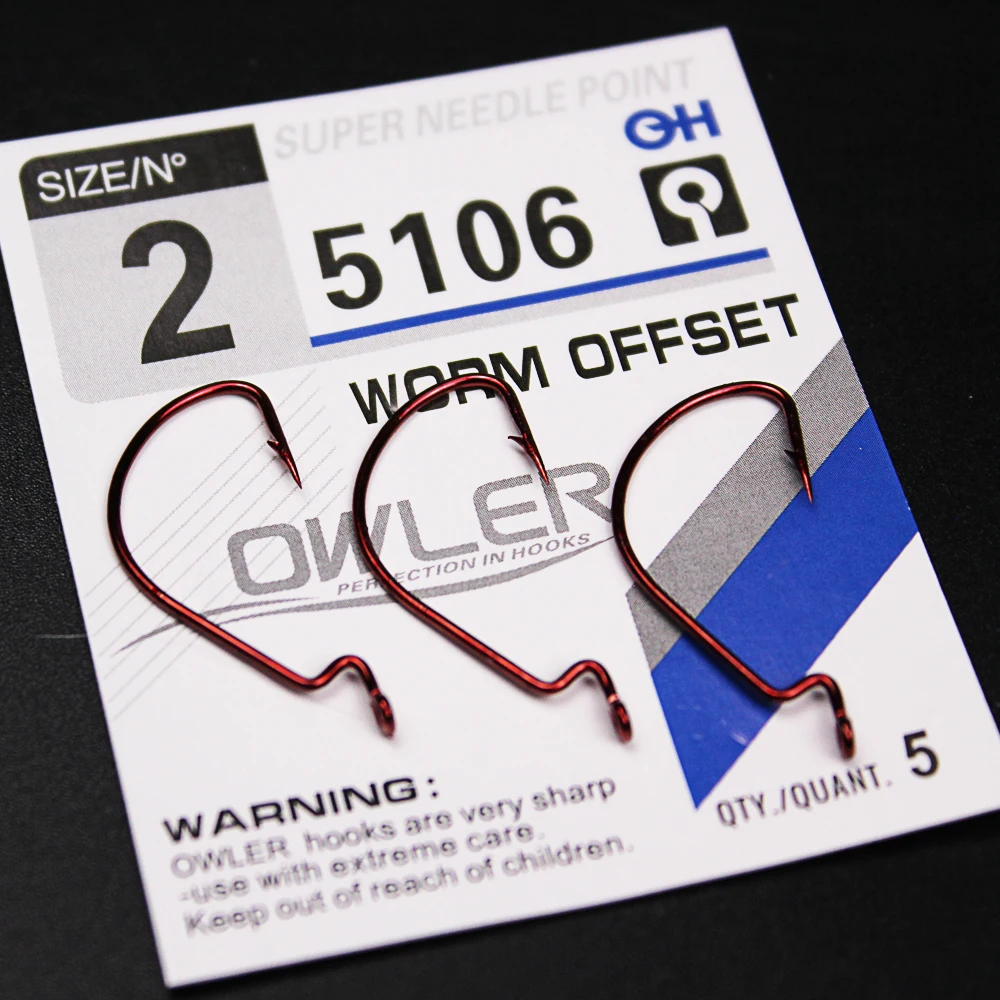 SUPER NEEDLE POINT
SIZE/Nº
OH
2
5106
WORM OFFSET
OWLER
PERFECTION IN HOOKS
QTY./QUANT. 5
WARNING:
OWLER hooks are very sharp
-use with extreme care.
Keep out of reach of children.